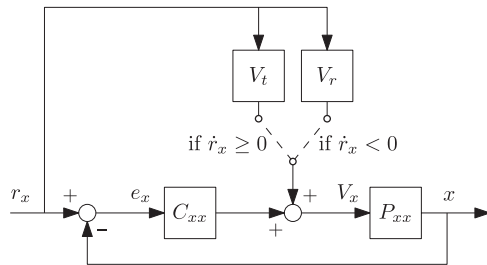 V_t V_r
if ṙ_x ≥ 0 if ṙ_x < 0
r_x + e_x + V_x x
C_xx P_xx
− +